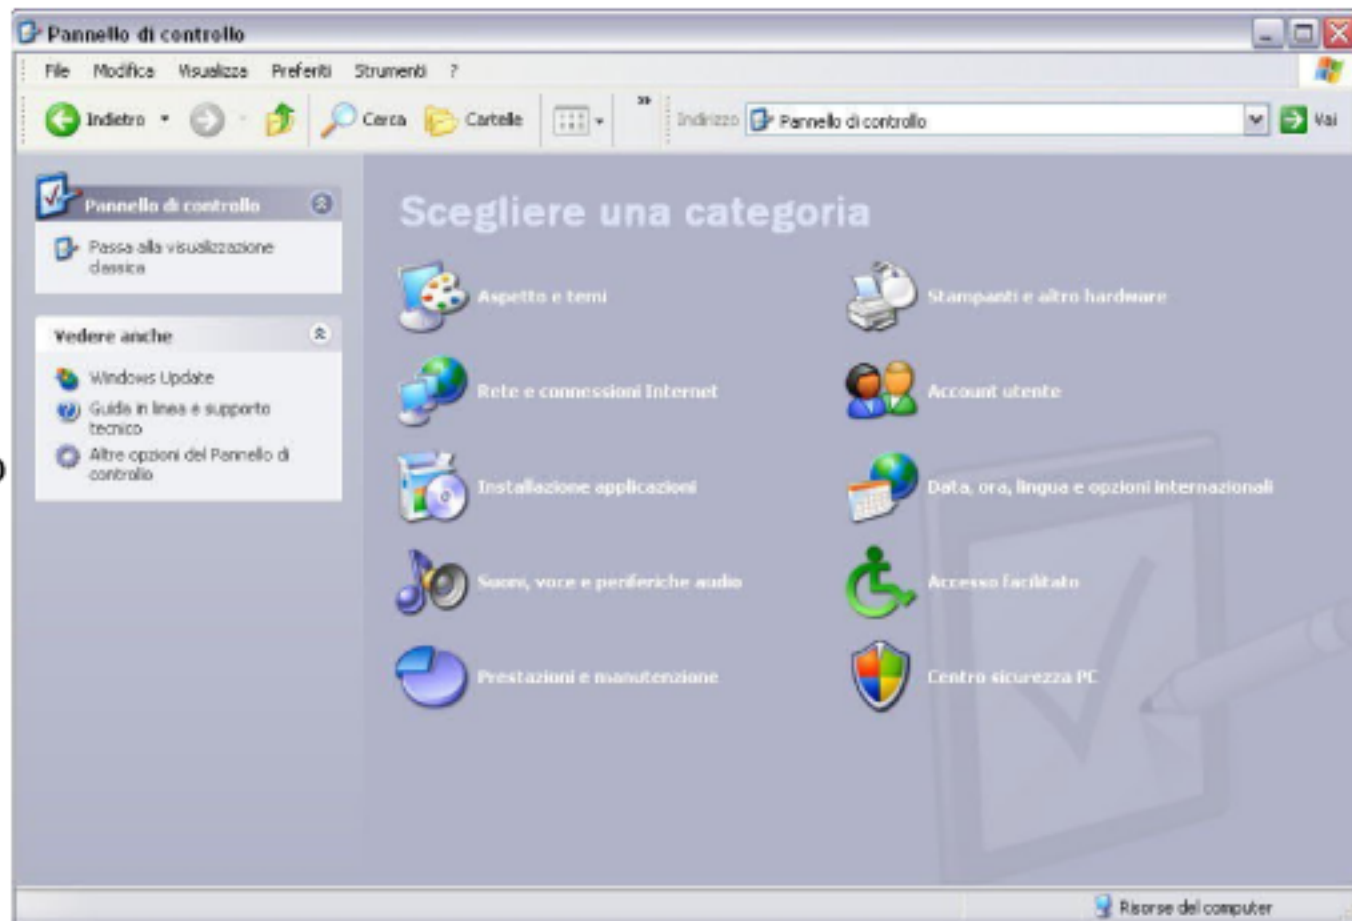 Pannello di controllo
File Modifica Visualizza Preferiti Strumenti ?
Indietro Cerca Cartelle » Indirizzo Pannello di controllo Vai
Pannello di controllo
Passa alla visualizzazione
classica
Vedere anche
Windows Update
Guida in linea e supporto
tecnico
Altre opzioni del Pannello di
controllo
Scegliere una categoria
Aspetto e temi
Stampanti e altro hardware
Rete e connessioni Internet
Account utente
Installazione applicazioni
Data, ora, lingua e opzioni internazionali
Suoni, voce e periferiche audio
Accesso facilitato
Prestazioni e manutenzione
Centro sicurezza PC
Risorse del computer